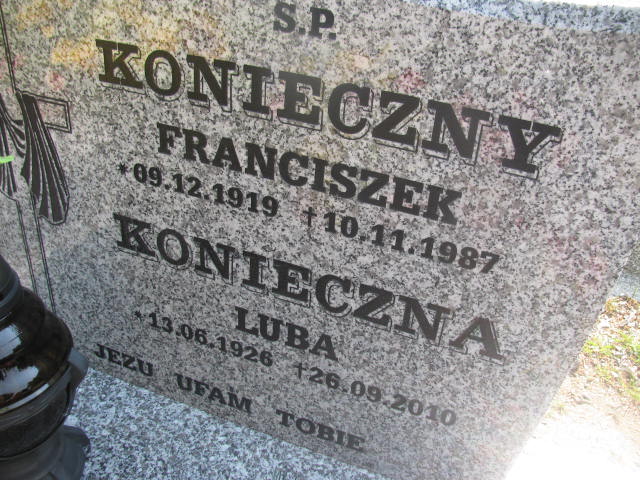 S.P.
KONIECZNY
FRANCISZEK
*09.12.1919 †10.11.1987
KONIECZNA
LUBA
*13.06.1926 †26.09.2010
JEZU UFAM TOBIE